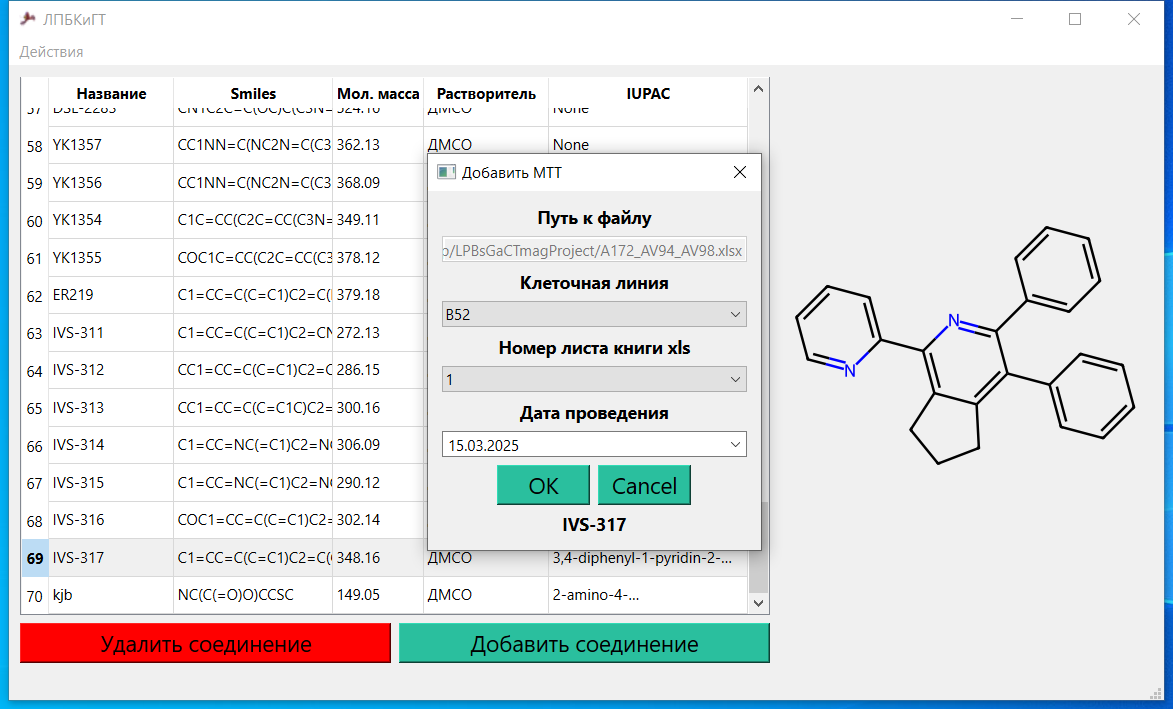 ЛПБКиГТ
Действия
Название Smiles Мол. масса Растворитель IUPAC
57 DSL-2283 CN1C2C=C(OC)C(C3N= 324.16 ДМСО None
58 YK1357 CC1NN=C(NC2N=C(C3 362.13 ДМСО None
59 YK1356 CC1NN=C(NC2N=C(C3 368.09
60 YK1354 C1C=CC(C2C=CC(C3N= 349.11
61 YK1355 COC1C=CC(C2C=CC(C3 378.12
62 ER219 C1=CC=C(C=C1)C2=C( 379.18
63 IVS-311 C1=CC=C(C=C1)C2=CN 272.13
64 IVS-312 CC1=CC=C(C=C1)C2=C 286.15
65 IVS-313 CC1=CC=C(C=C1C)C2= 300.16
66 IVS-314 C1=CC=NC(=C1)C2=N 306.09
67 IVS-315 C1=CC=NC(=C1)C2=N 290.12
68 IVS-316 COC1=CC=C(C=C1)C2= 302.14
69 IVS-317 C1=CC=C(C=C1)C2=C( 348.16 ДМСО 3,4-diphenyl-1-pyridin-2-...
70 kjb NC(C(=O)O)CCSC 149.05 ДМСО 2-amino-4-...
Удалить соединение Добавить соединение
Добавить МТТ
Путь к файлу
p/LPBsGaCTmagProject/A172_AV94_AV98.xlsx
Клеточная линия
B52
Номер листа книги xls
1
Дата проведения
15.03.2025
OK Cancel
IVS-317
N
N